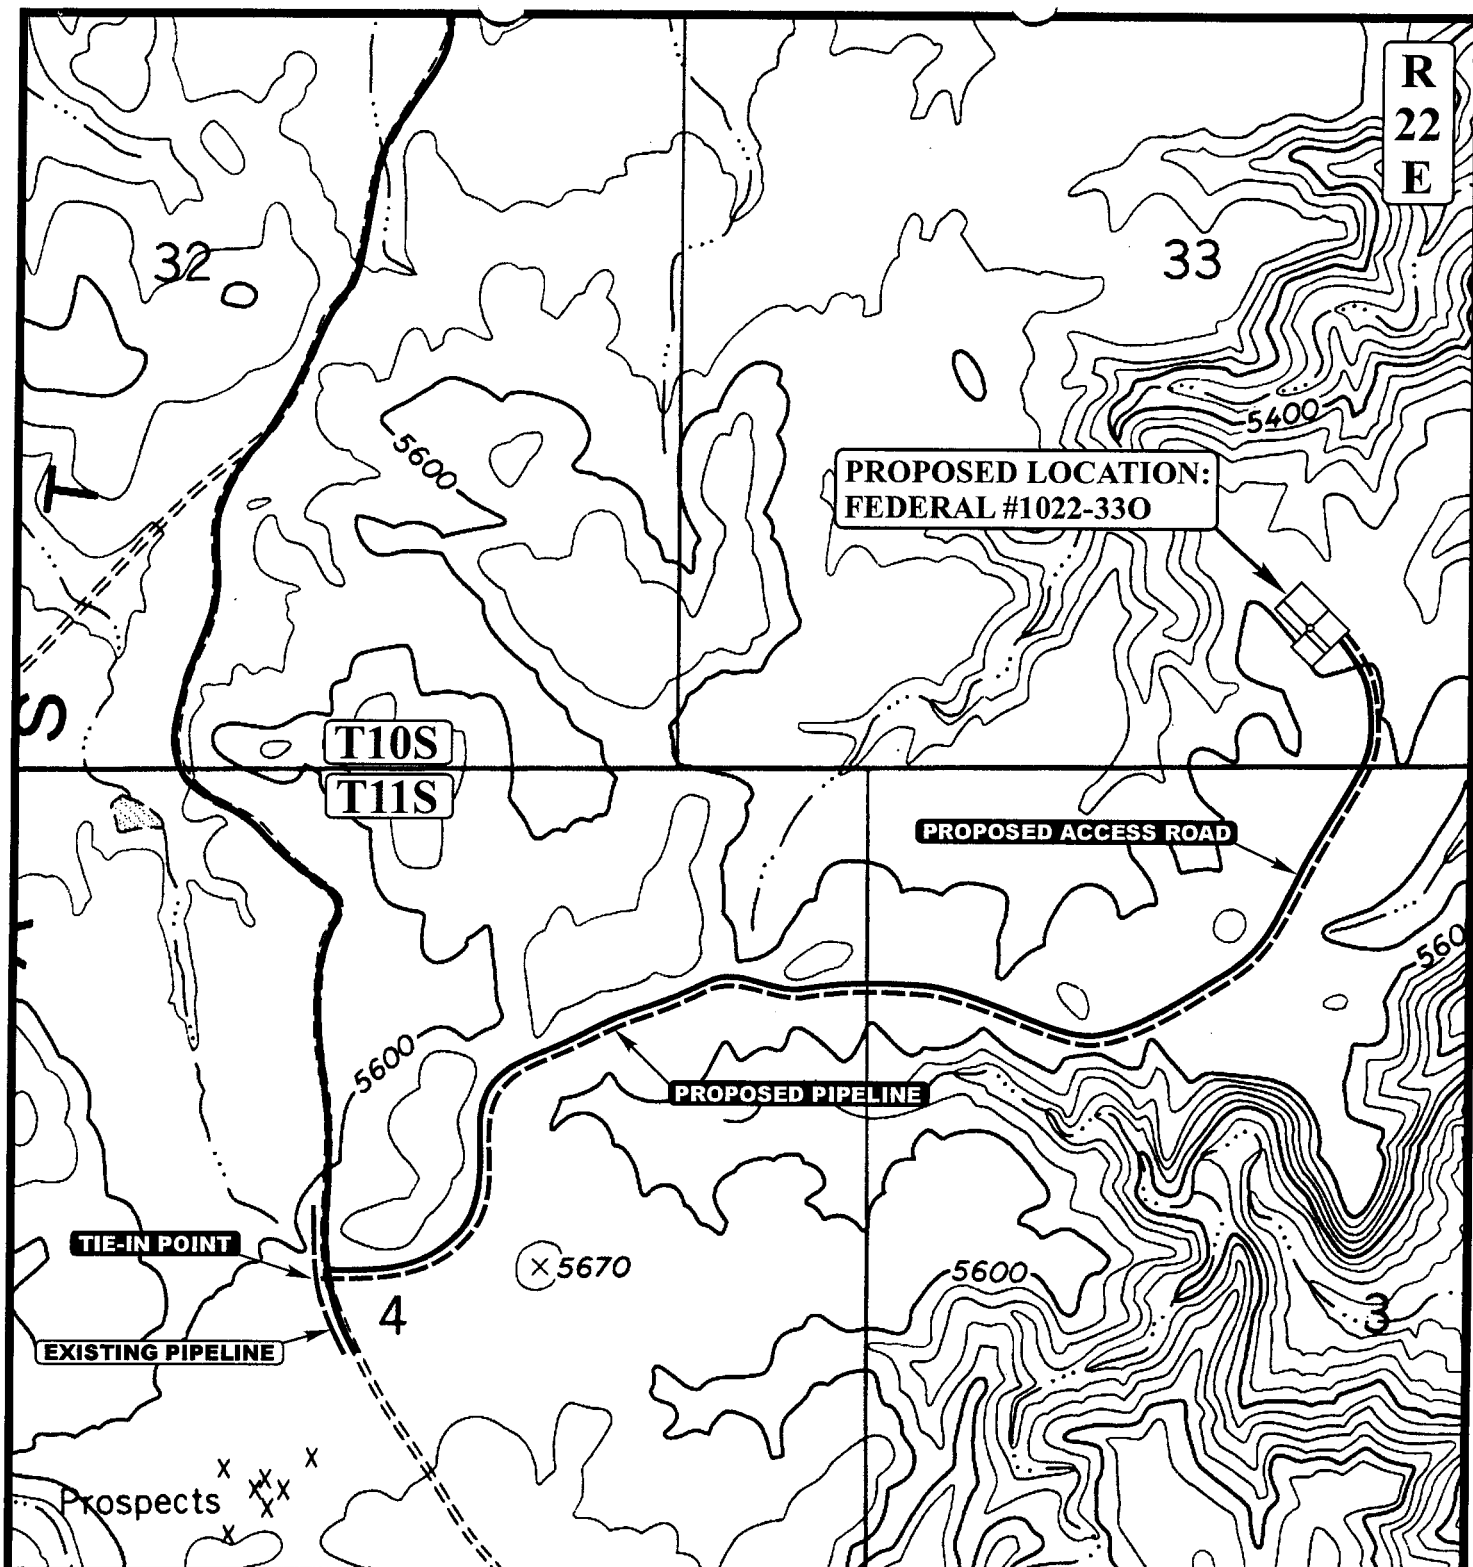 R
22
E
32
33
5400
5600
PROPOSED LOCATION:
FEDERAL #1022-33O
T
S
T10S
T11S
PROPOSED ACCESS ROAD
560
5600
PROPOSED PIPELINE
TIE-IN POINT
5670
5600
4
3
EXISTING PIPELINE
Prospects